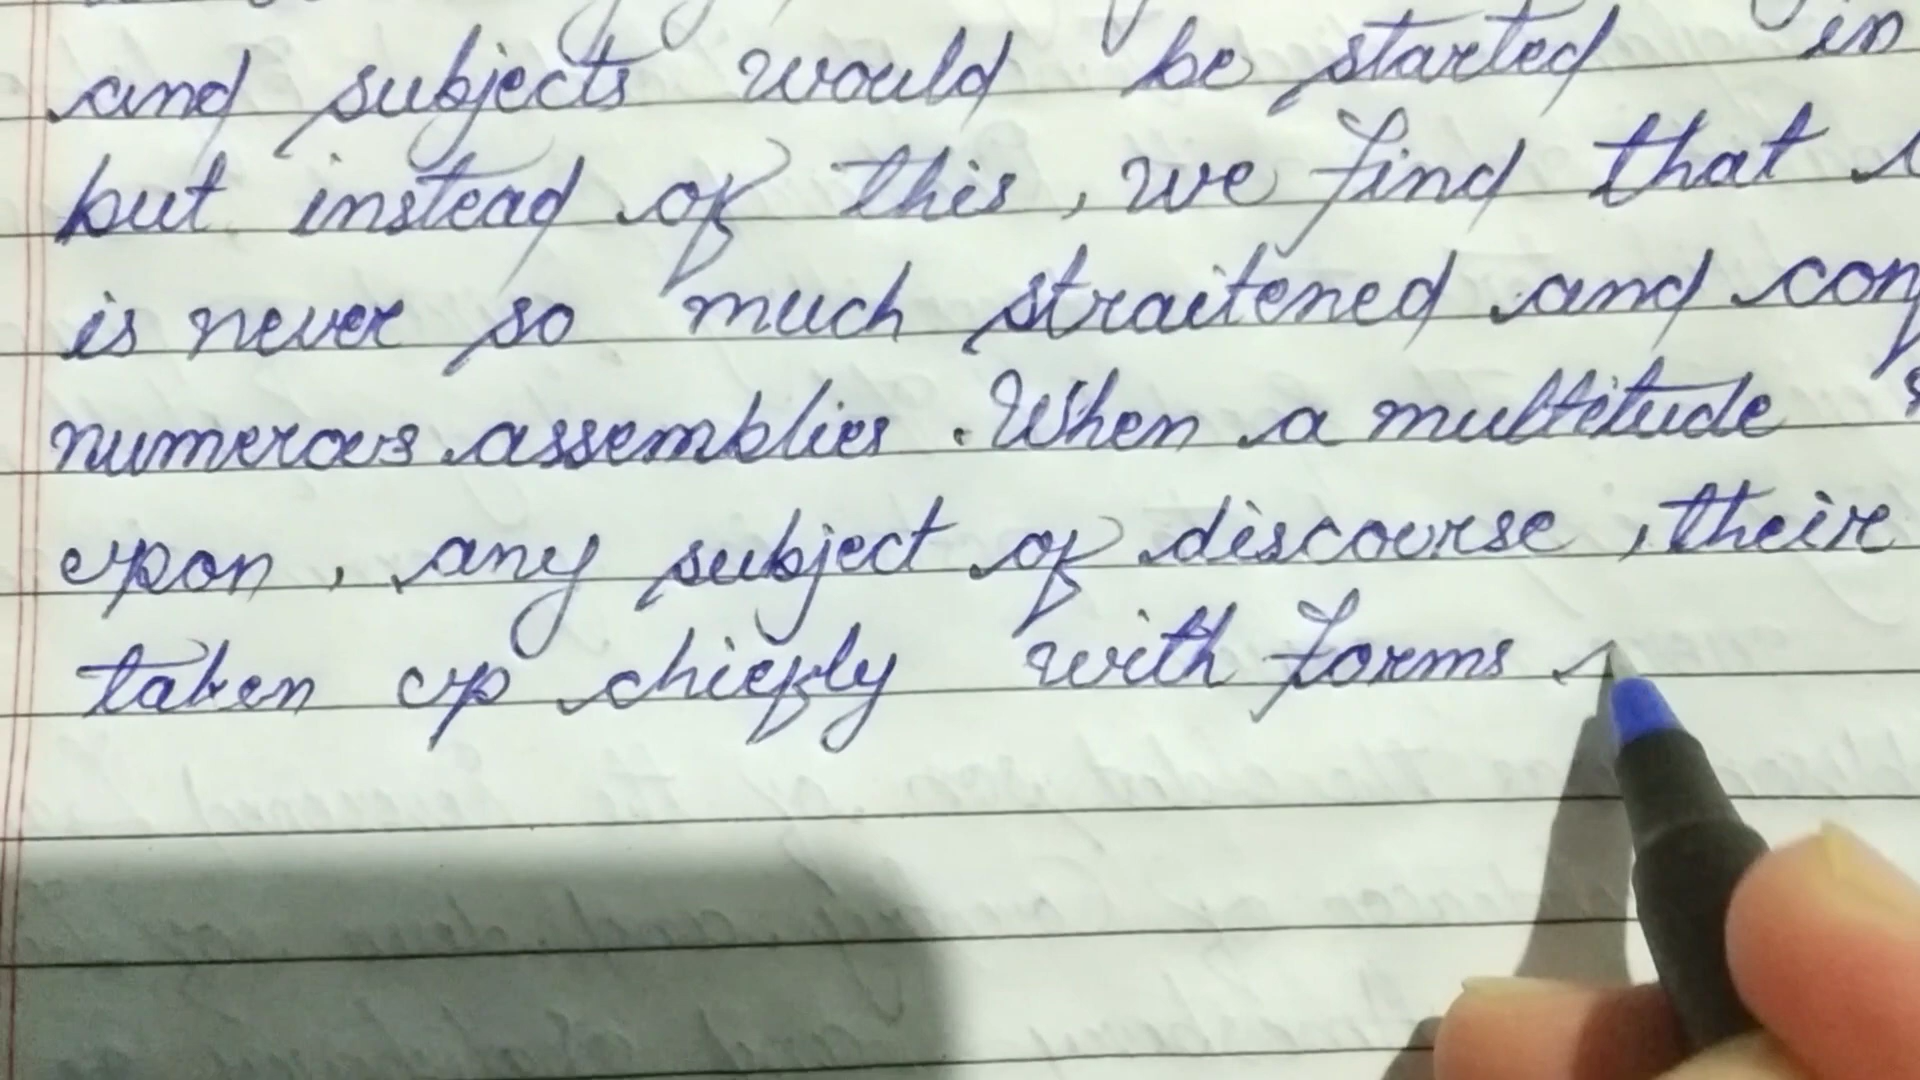 and subjects would be started in
but instead of this, we find that
is never so much straitened and
numerous assemblies. When a multitude
upon, any subject of discourse, their
taken up chiefly with forms